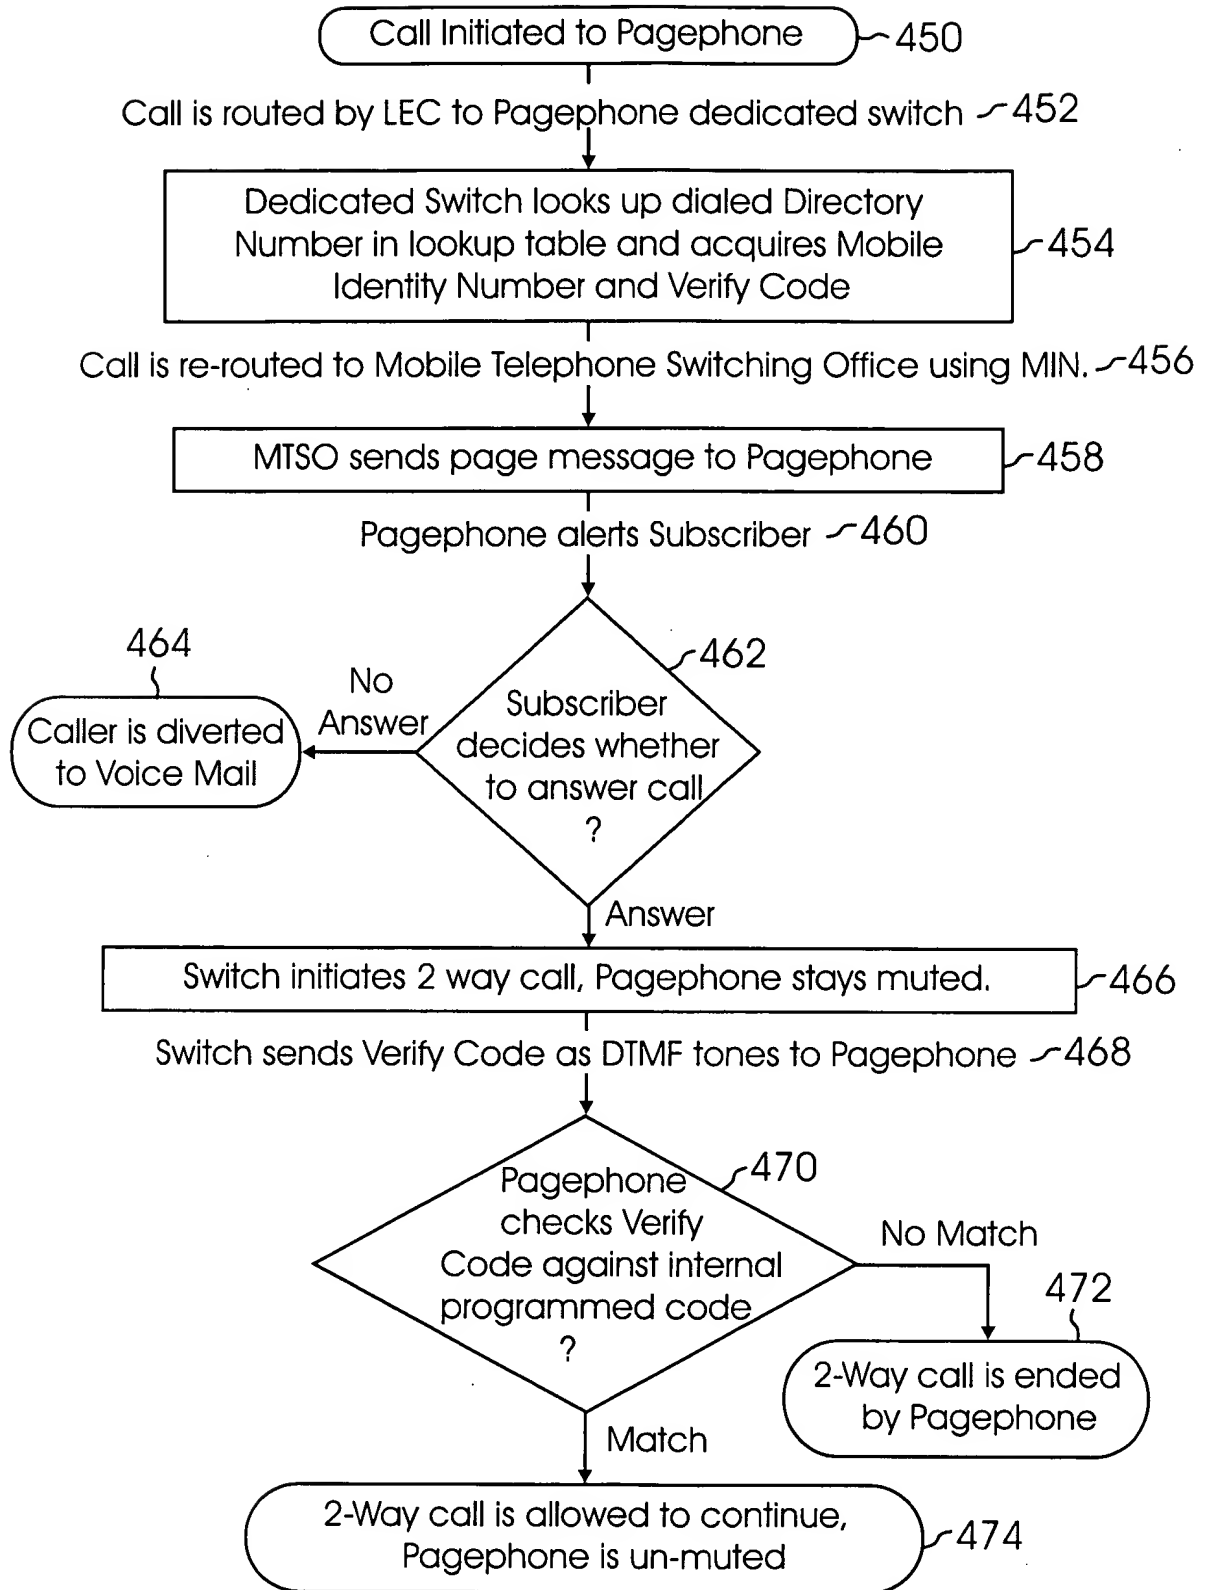 Call Initiated to Pagephone
450
Call is routed by LEC to Pagephone dedicated switch
452
Dedicated Switch looks up dialed Directory
Number in lookup table and acquires Mobile
Identity Number and Verify Code
454
Call is re-routed to Mobile Telephone Switching Office using MIN.
456
MTSO sends page message to Pagephone
458
Pagephone alerts Subscriber
460
462
Subscriber
decides whether
to answer call
?
No
Answer
464
Caller is diverted
to Voice Mail
Answer
Switch initiates 2 way call, Pagephone stays muted.
466
Switch sends Verify Code as DTMF tones to Pagephone
468
470
Pagephone
checks Verify
Code against internal
programmed code
?
No Match
472
2-Way call is ended
by Pagephone
Match
2-Way call is allowed to continue,
Pagephone is un-muted
474